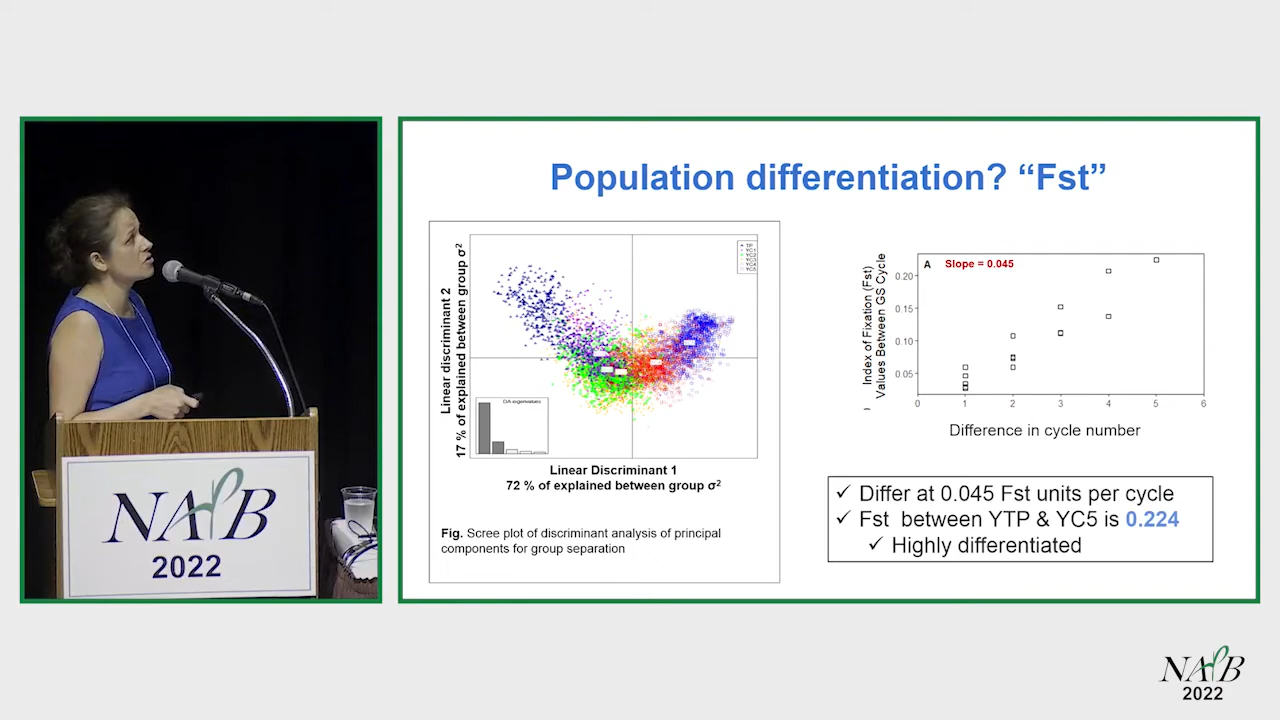 Population differentiation? “Fst”
Linear discriminant 2
17 % of explained between group σ²
TP
YC1
YC2
YC3
YC4
YC5
DA eigenvalues
Linear Discriminant 1
72 % of explained between group σ²
Fig. Scree plot of discriminant analysis of principal
components for group separation
Index of Fixation (Fst)
Values Between GS Cycle
A
Slope = 0.045
0.20
0.15
0.10
0.05
0 1 2 3 4 5 6
Difference in cycle number
✓ Differ at 0.045 Fst units per cycle
✓ Fst between YTP & YC5 is 0.224
✓ Highly differentiated
NAPB
2022
NAPB
2022